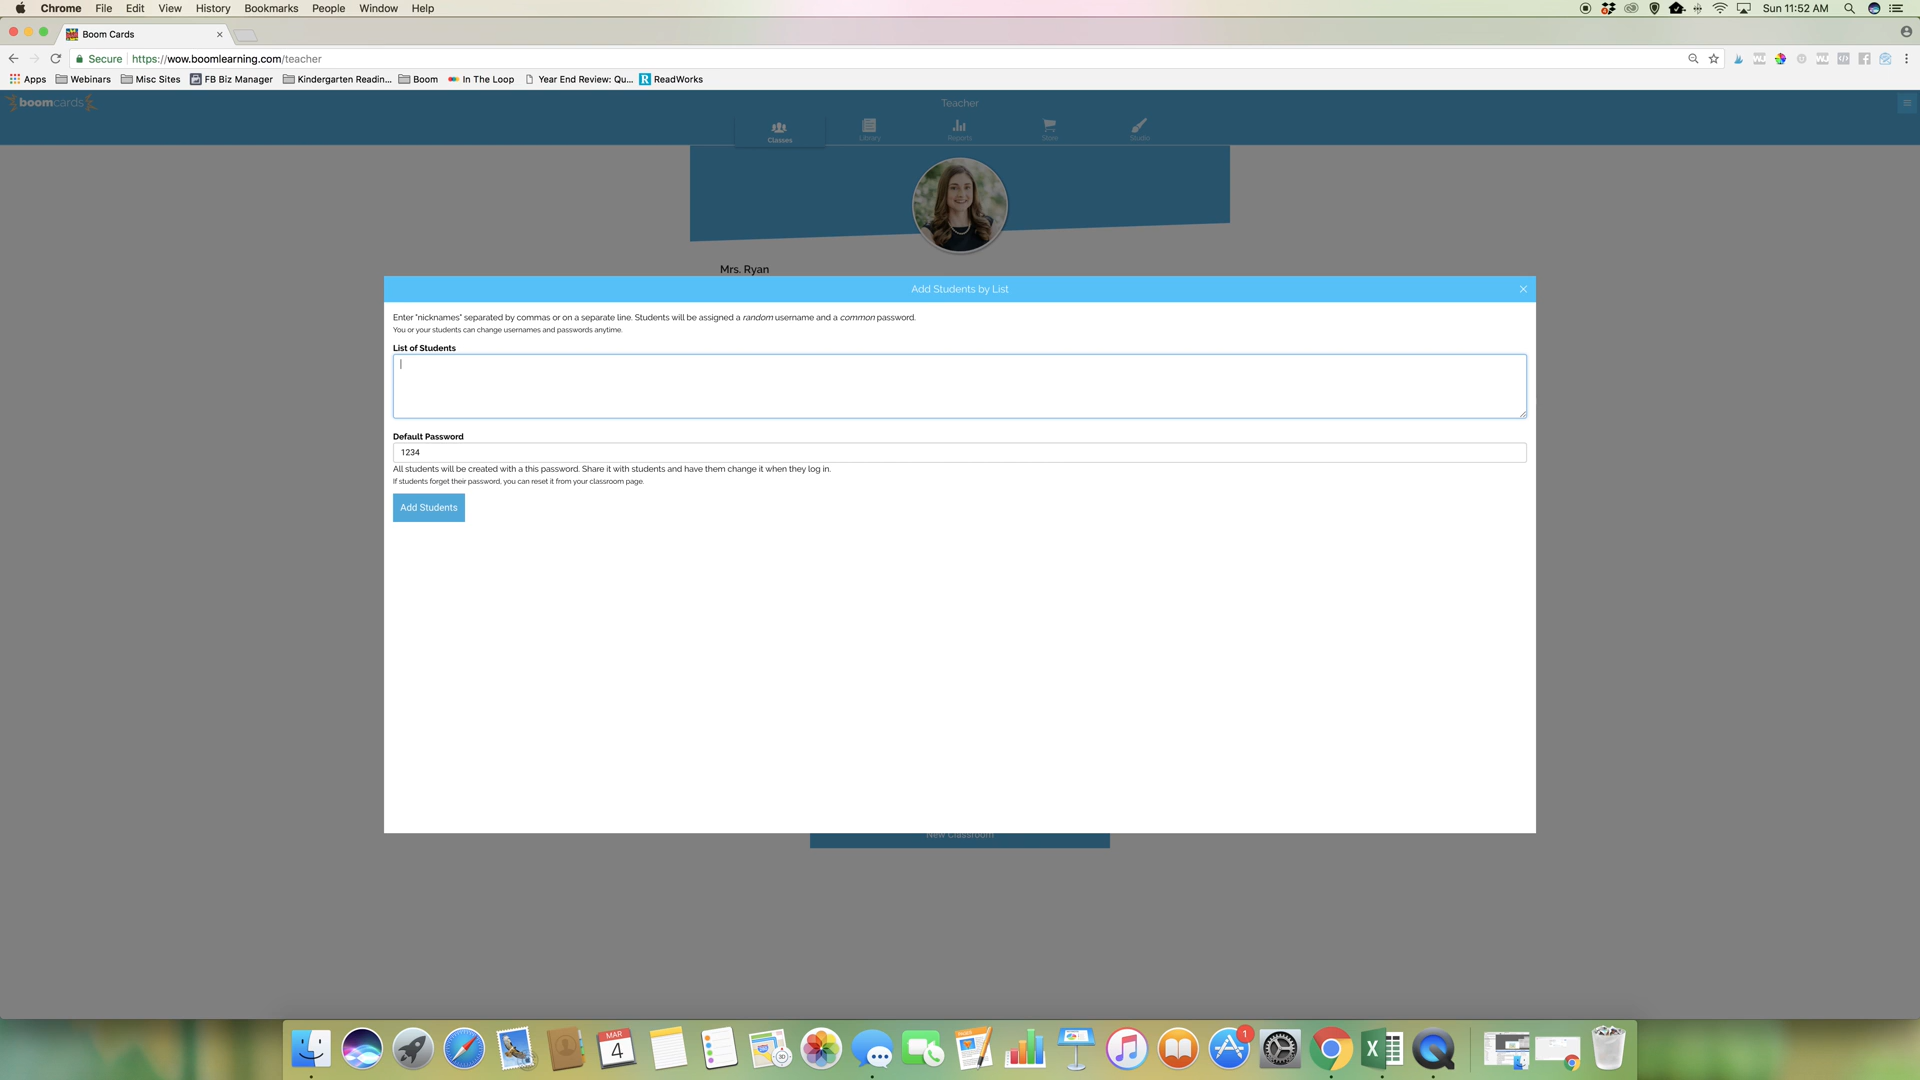 Chrome File Edit View History Bookmarks People Window Help Sun 11:52 AM
Boom Cards
Secure https://wow.boomlearning.com/teacher
Apps Webinars Misc Sites FB Biz Manager Kindergarten Readin... Boom In The Loop Year End Review: Qu... ReadWorks
boomcards Teacher
Classes Library Reports Store Studio
Mrs. Ryan
Add Students by List
Enter "nicknames" separated by commas or on a separate line. Students will be assigned a random username and a common password.
You or your students can change usernames and passwords anytime.
List of Students
Default Password
1234
All students will be created with a this password. Share it with students and have them change it when they log in.
If students forget their password, you can reset it from your classroom page.
Add Students
New Classroom
MAR
4
1